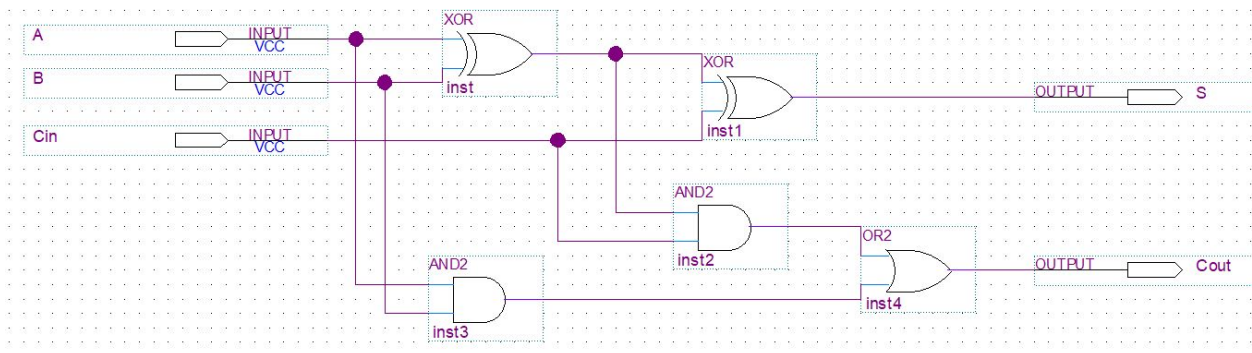 XOR
A
INPUT
VCC
XOR
B
INPUT
VCC
inst
OUTPUT
S
Cin
INPUT
VCC
inst1
AND2
OR2
inst2
AND2
OUTPUT
Cout
inst4
inst3